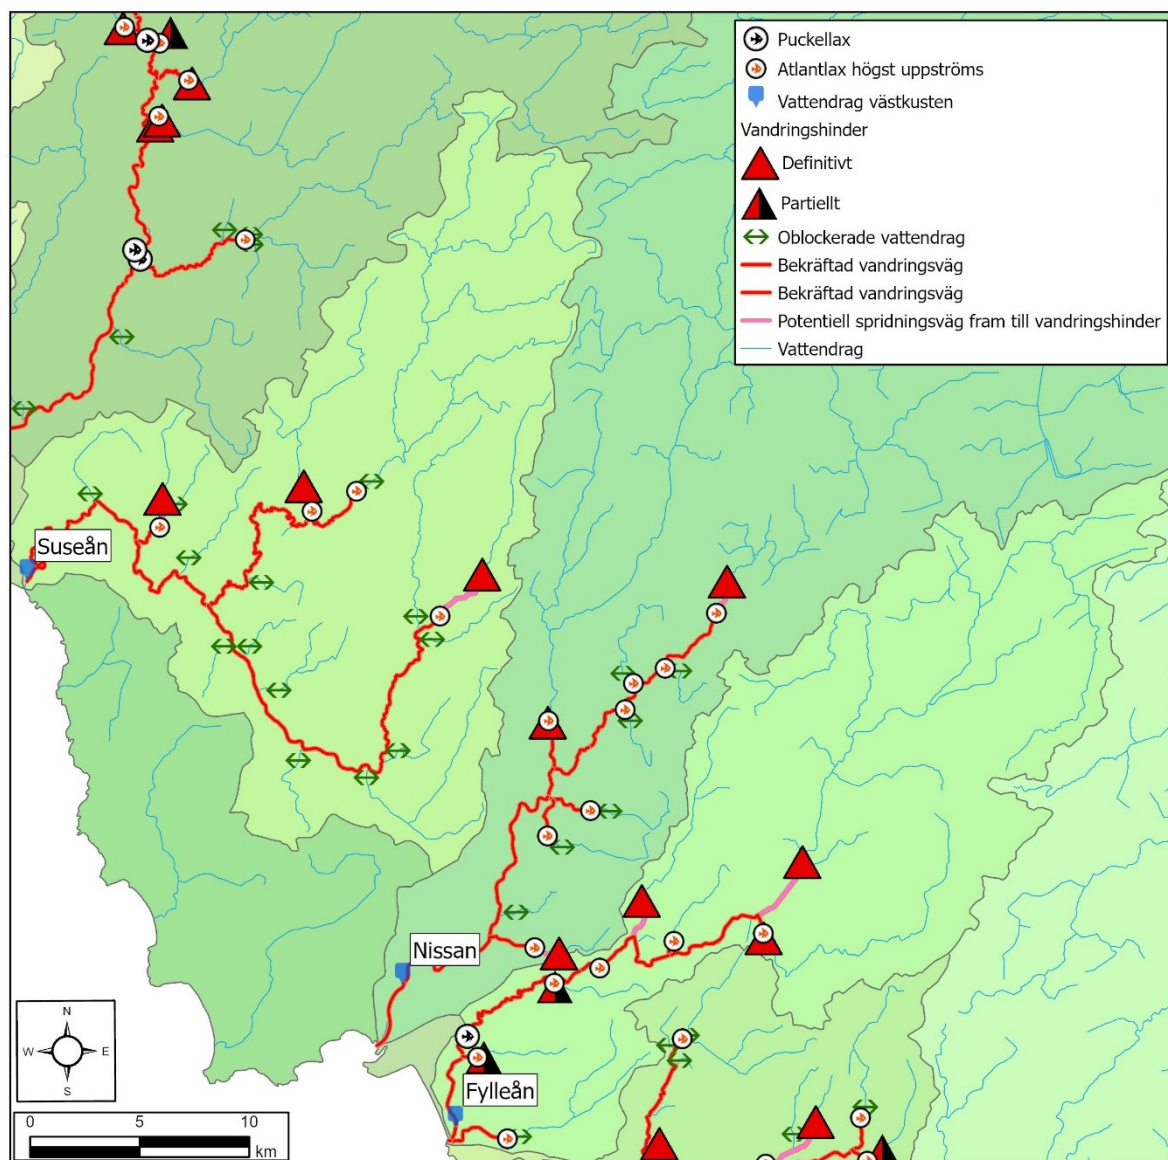 Puckellax
Atlantlax högst uppströms
Vattendrag västkusten
Vandringshinder
Definitivt
Partiellt
Oblockerade vattendrag
Bekräftad vandringsväg
Bekräftad vandringsväg
Potentiell spridningsväg fram till vandringshinder
Vattendrag
Suseån
Nissan
Fylleån
N
W E
S
0 5 10
km